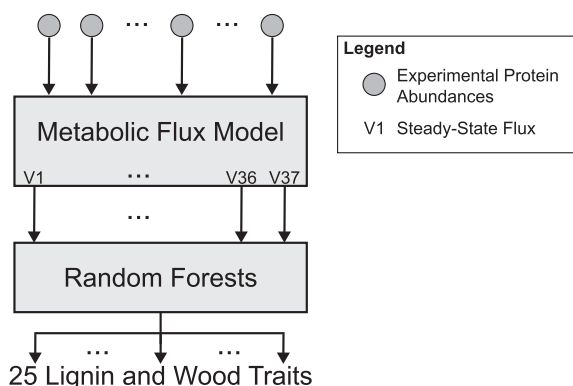 ... ...
Legend
Experimental Protein
Abundances
V1 Steady-State Flux
Metabolic Flux Model
V1 ... V36 V37
...
Random Forests
... ...
25 Lignin and Wood Traits